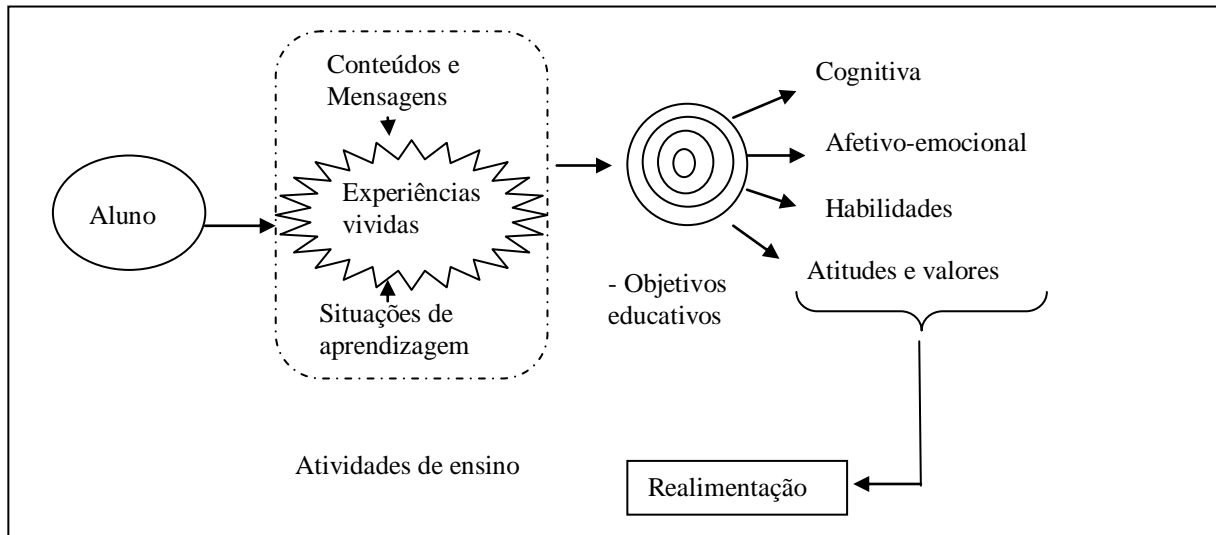 Aluno
Conteúdos e
Mensagens
Experiências
vividas
Situações de
aprendizagem
Atividades de ensino
- Objetivos
educativos
Cognitiva
Afetivo-emocional
Habilidades
Atitudes e valores
Realimentação